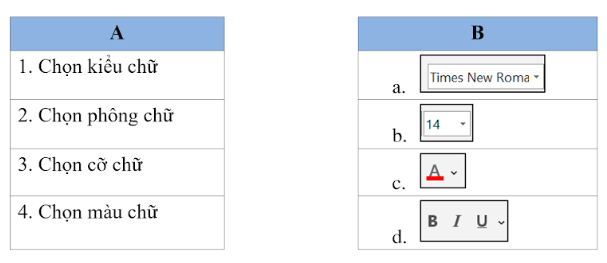 A
B
1. Chọn kiểu chữ
a. Times New Roma
2. Chọn phông chữ
b. 14
3. Chọn cỡ chữ
c. A
4. Chọn màu chữ
d. B I U